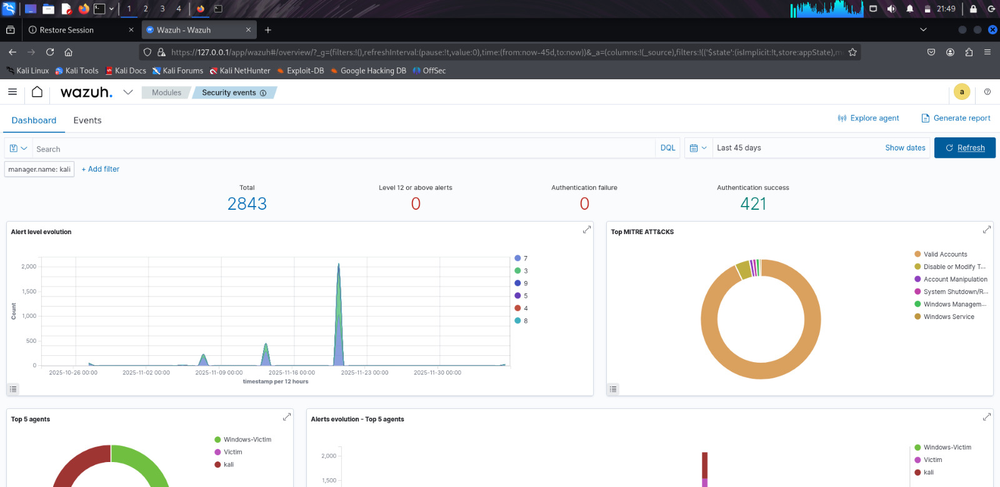 1 2 3 4
21:49
Restore Session
Wazuh - Wazuh
https://127.0.0.1/app/wazuh#/overview/?_g=(filters:!(),refreshInterval:(pause:!t,value:0),time:(from:now-45d,to:now))&_a=(columns:!(_source),filters:!(('$state':(isImplicit:!t,store:appState),m
Kali Linux Kali Tools Kali Docs Kali Forums Kali NetHunter Exploit-DB Google Hacking DB OffSec
wazuh. Modules Security events a
Dashboard Events Explore agent Generate report
Search DQL Last 45 days Show dates Refresh
manager.name: kali + Add filter
Total
2843
Level 12 or above alerts
0
Authentication failure
0
Authentication success
421
Alert level evolution
2,000
1,500
1,000
500
0
Count
2025-10-26 00:00 2025-11-02 00:00 2025-11-09 00:00 2025-11-16 00:00 2025-11-23 00:00 2025-11-30 00:00
timestamp per 12 hours
7
3
9
5
4
8
Top MITRE ATT&CKS
Valid Accounts
Disable or Modify T...
Account Manipulation
System Shutdown/R...
Windows Managem...
Windows Service
Top 5 agents
Windows-Victim
Victim
kali
Alerts evolution - Top 5 agents
2,000
1,500
Windows-Victim
Victim
kali